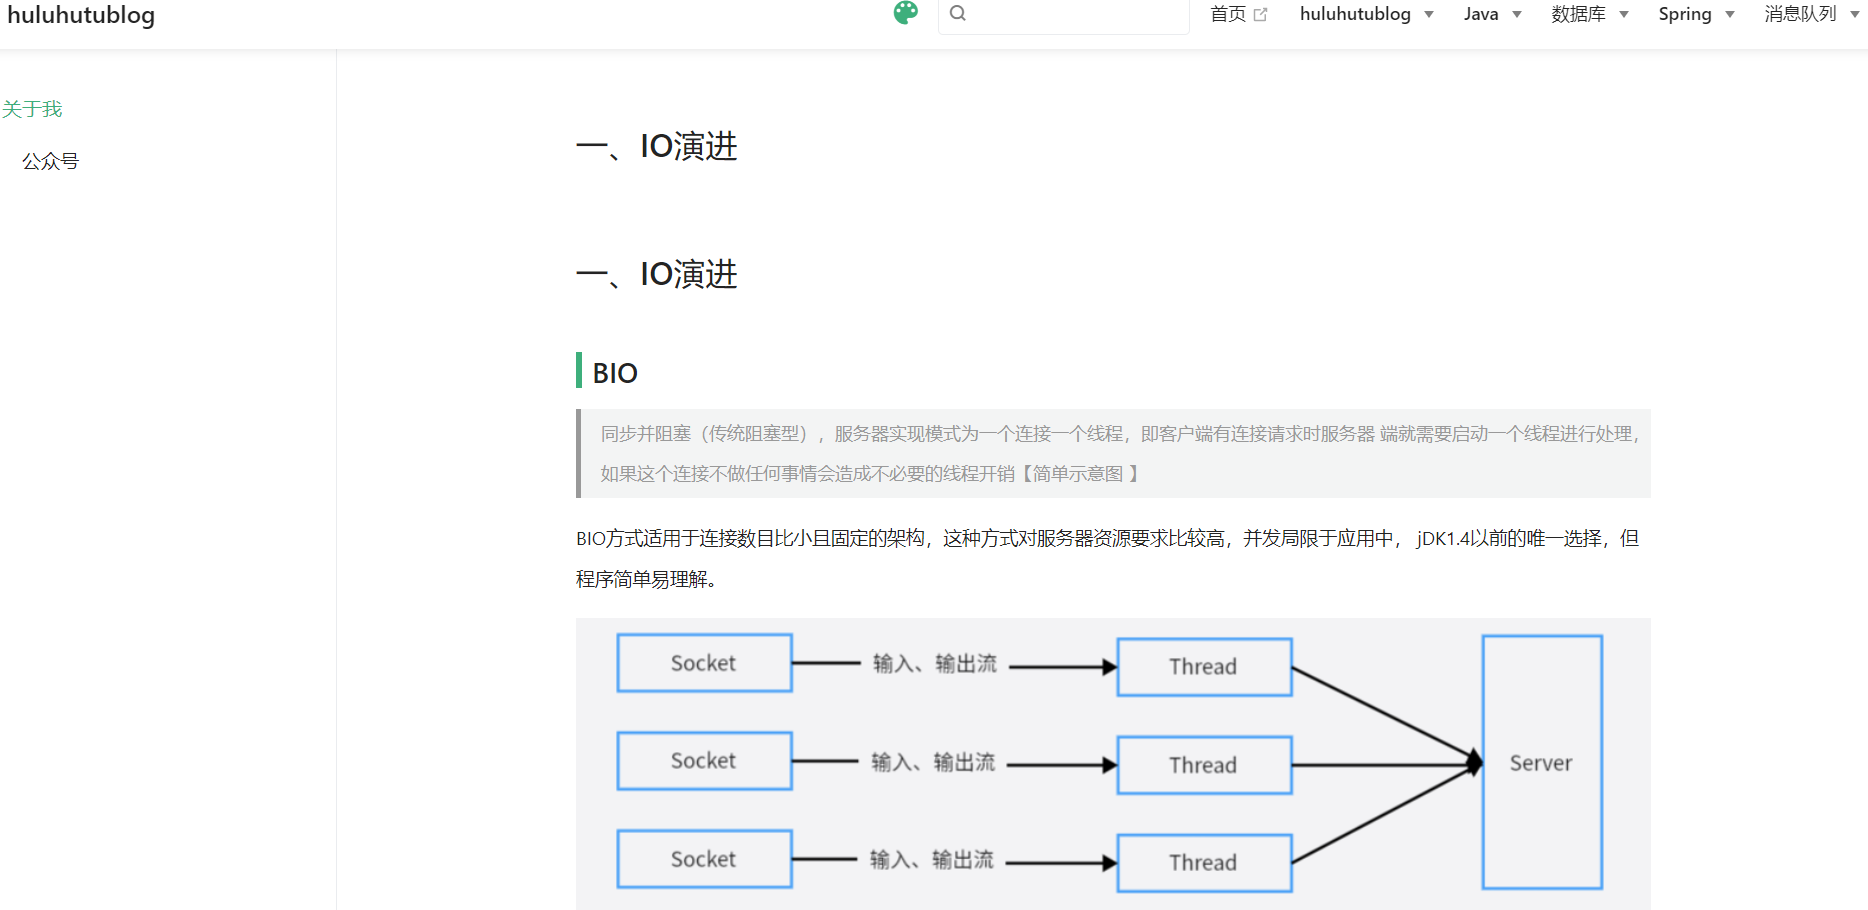 huluhutublog
首页
huluhutublog
Java
数据库
Spring
消息队列
关于我
公众号
一、IO演进
一、IO演进
BIO
同步并阻塞（传统阻塞型），服务器实现模式为一个连接一个线程，即客户端有连接请求时服务器 端就需要启动一个线程进行处理，
如果这个连接不做任何事情会造成不必要的线程开销【简单示意图 】
BIO方式适用于连接数目比小且固定的架构，这种方式对服务器资源要求比较高，并发局限于应用中， jDK1.4以前的唯一选择，但
程序简单易理解。
Socket
输入、输出流
Thread
Socket
输入、输出流
Thread
Server
Socket
输入、输出流
Thread